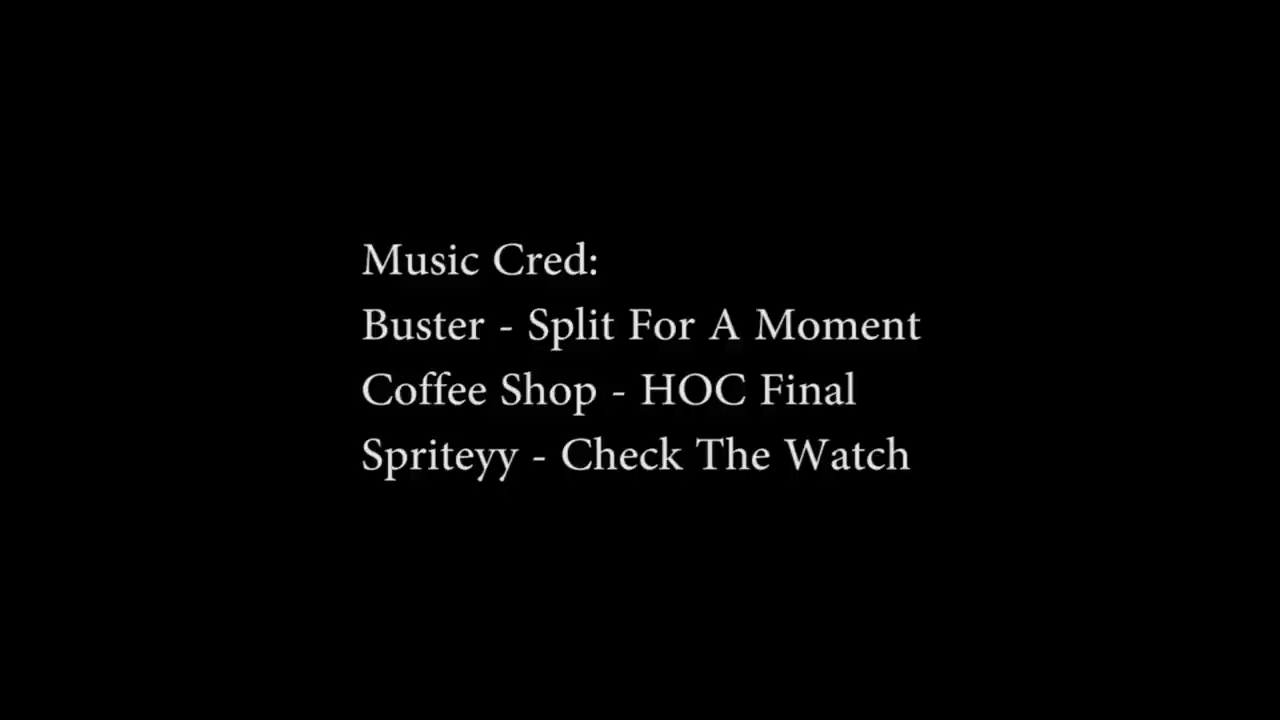 Music Cred:
Buster - Split For A Moment
Coffee Shop - HOC Final
Spriteyy - Check The Watch